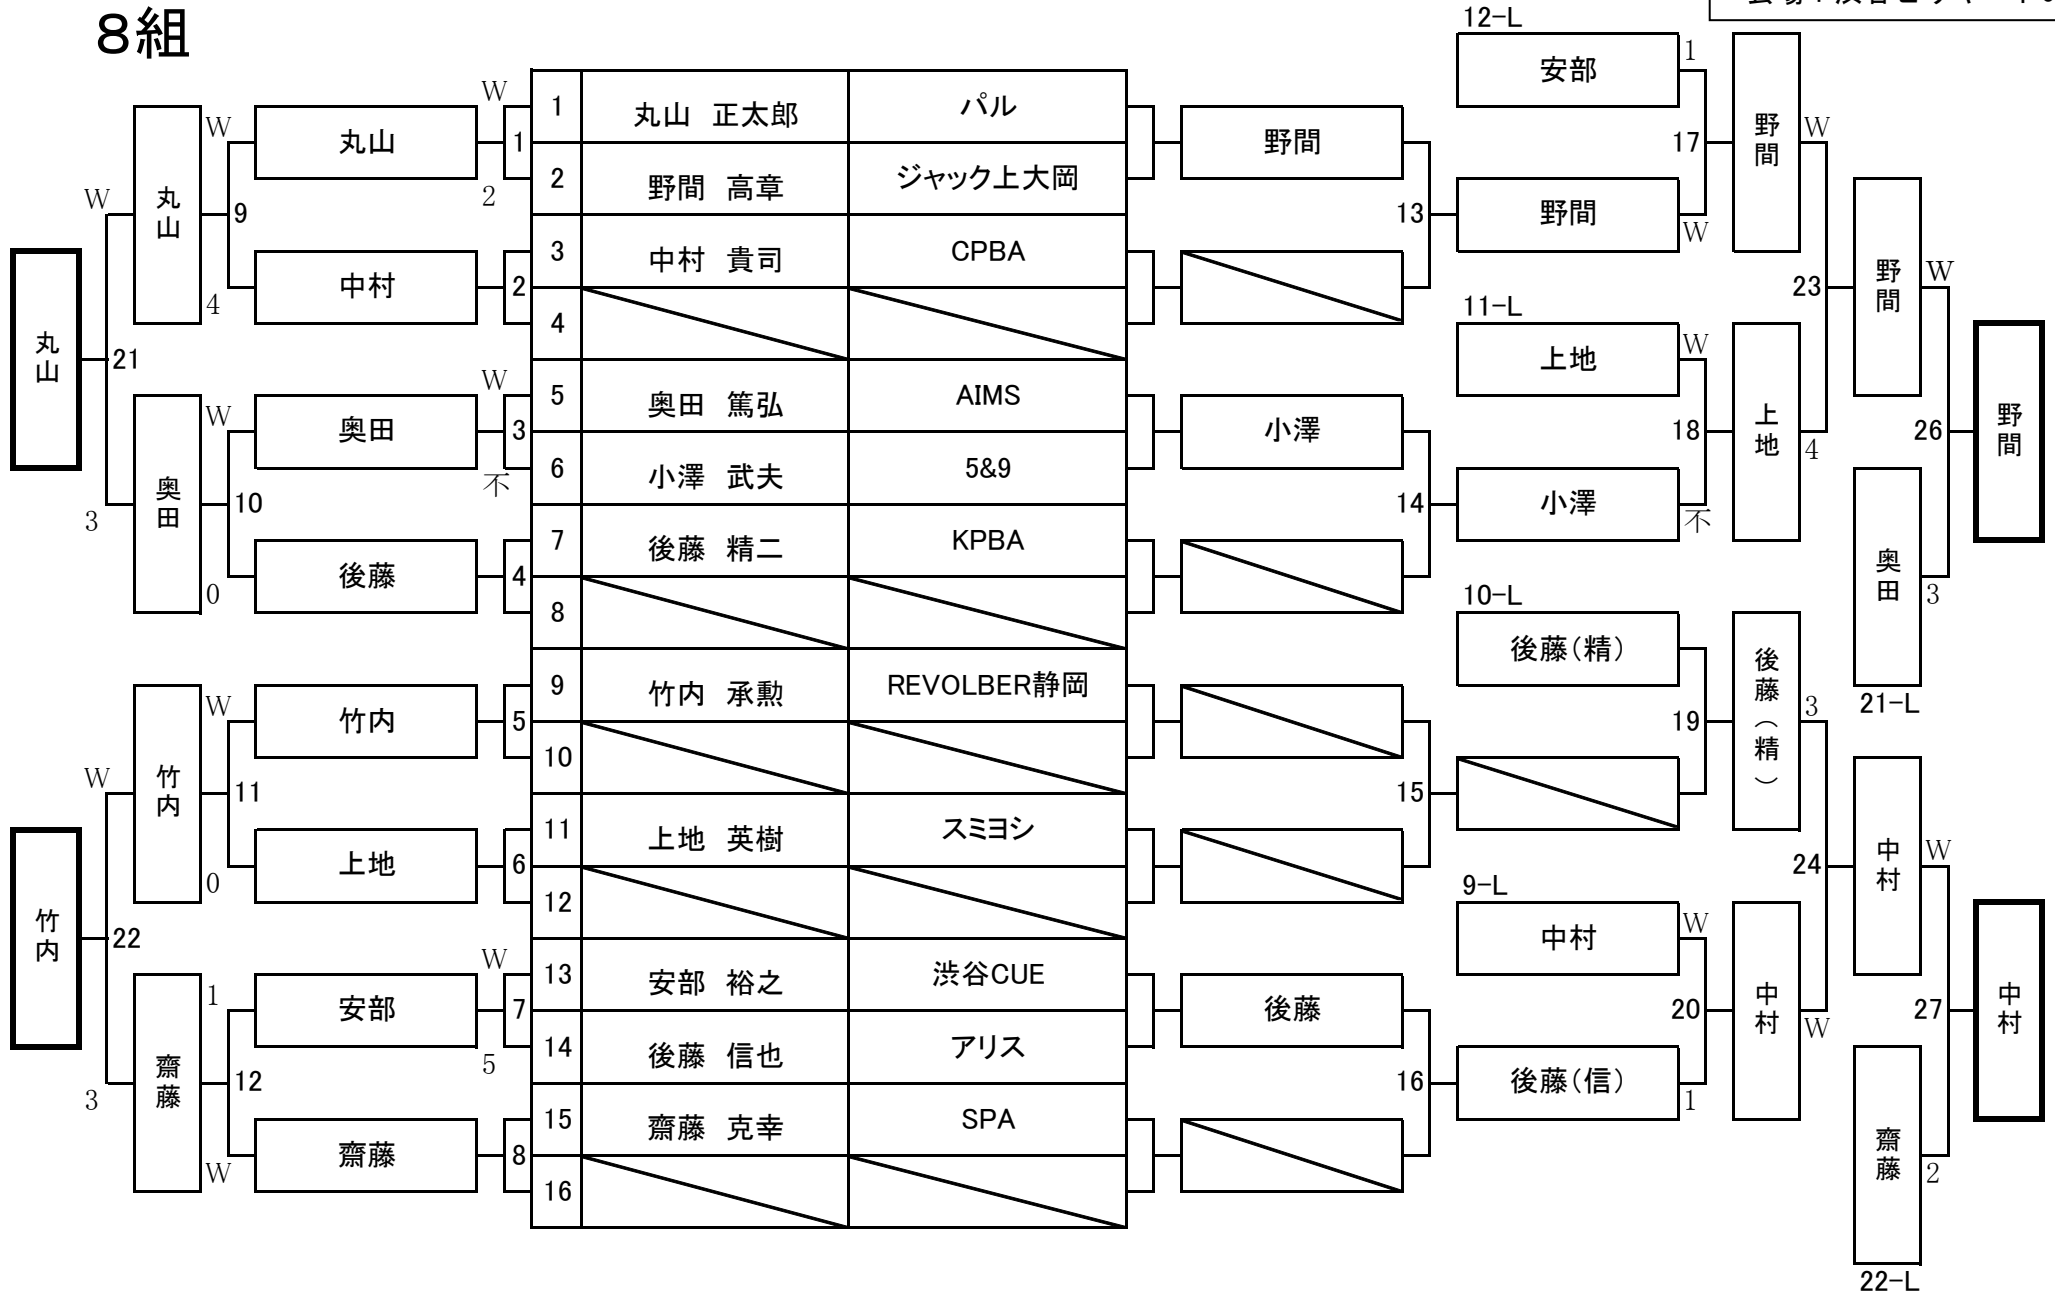 8組
12-L
安部
1
17
野間
W
野間
W
13
野間
11-L
上地
W
18
小澤
不
14
小澤
上地
4
23
野間
W
26
野間
奥田
3
21-L
10-L
後藤（精）
19
後藤（精）
3
15
9-L
中村
W
20
後藤（信）
1
16
後藤
中村
W
24
中村
W
27
中村
齋藤
2
22-L
1 丸山 正太郎 パル
2 野間 高章 ジャック上大岡
3 中村 貴司 CPBA
4
5 奥田 篤弘 AIMS
6 小澤 武夫 5&9
7 後藤 精二 KPBA
8
9 竹内 承勲 REVOLBER静岡
10
11 上地 英樹 スミヨシ
12
13 安部 裕之 渋谷CUE
14 後藤 信也 アリス
15 齋藤 克幸 SPA
16
W
1
2
丸山
W
9
中村
2
4
丸山
W
21
丸山
W
3
不
奥田
W
10
後藤
4
0
奥田
3
竹内
5
W
11
上地
6
0
竹内
W
22
竹内
W
7
5
安部
1
12
齋藤
8
W
齋藤
3